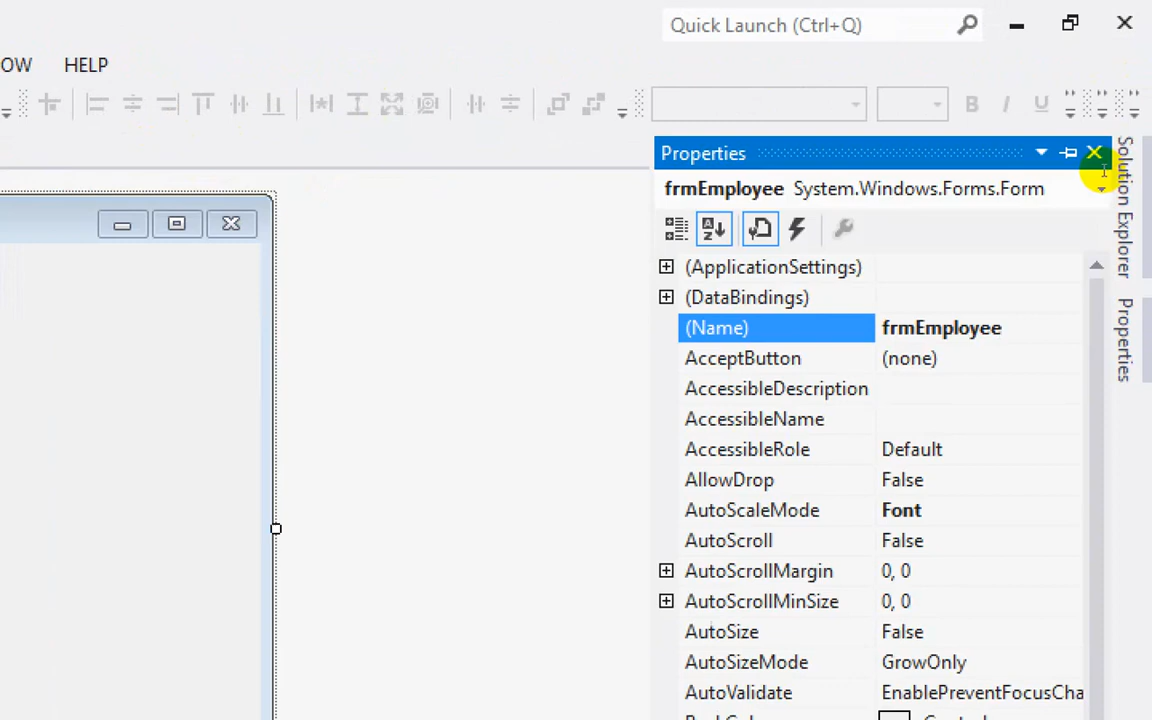 Quick Launch (Ctrl+Q)
OW HELP
B I U
Properties
frmEmployee System.Windows.Forms.Form
(ApplicationSettings)
(DataBindings)
(Name) frmEmployee
AcceptButton (none)
AccessibleDescription
AccessibleName
AccessibleRole Default
AllowDrop False
AutoScaleMode Font
AutoScroll False
AutoScrollMargin 0, 0
AutoScrollMinSize 0, 0
AutoSize False
AutoSizeMode GrowOnly
AutoValidate EnablePreventFocusCha
Solution Explorer
Properties